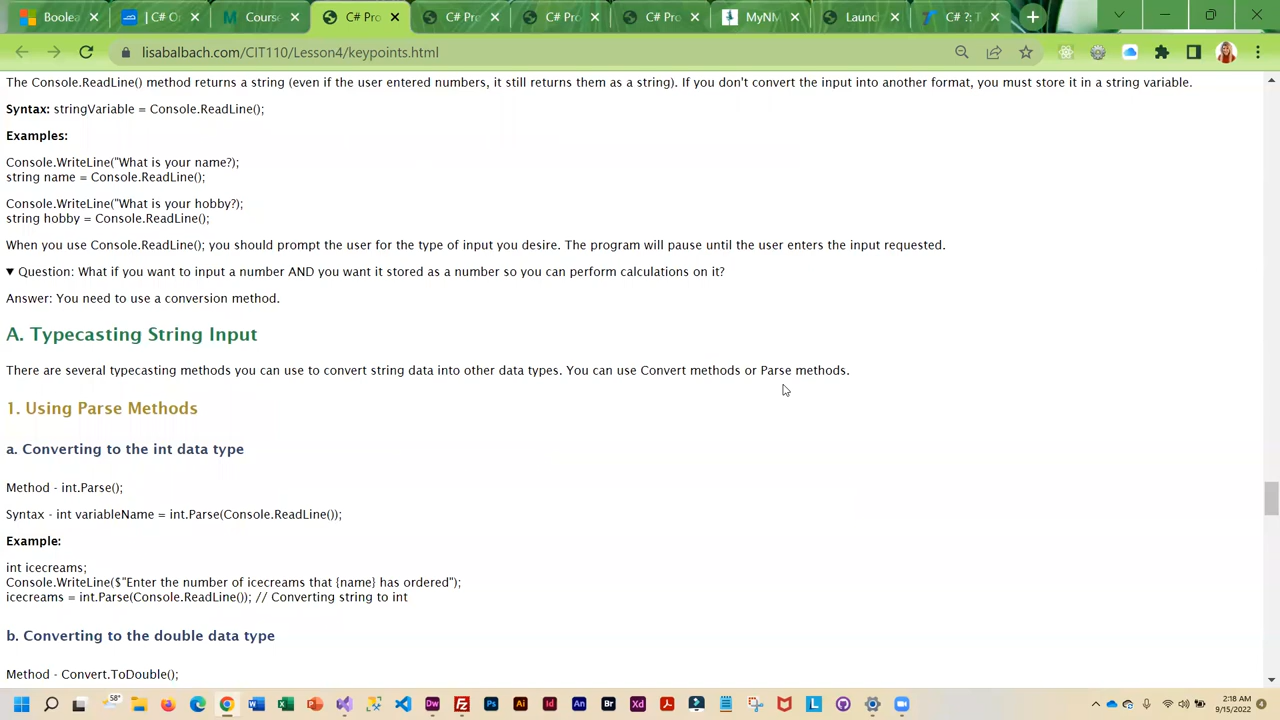 Boolea
| C# O
Course
C# Pro
C# Pro
C# Pro
C# Pro
MyNM
Launc
C# ?: T
lisabalbach.com/CIT110/Lesson4/keypoints.html
The Console.ReadLine() method returns a string (even if the user entered numbers, it still returns them as a string). If you don't convert the input into another format, you must store it in a string variable.
Syntax: stringVariable = Console.ReadLine();
Examples:
Console.WriteLine("What is your name?);
string name = Console.ReadLine();
Console.WriteLine("What is your hobby?);
string hobby = Console.ReadLine();
When you use Console.ReadLine(); you should prompt the user for the type of input you desire. The program will pause until the user enters the input requested.
▼ Question: What if you want to input a number AND you want it stored as a number so you can perform calculations on it?
Answer: You need to use a conversion method.
A. Typecasting String Input
There are several typecasting methods you can use to convert string data into other data types. You can use Convert methods or Parse methods.
1. Using Parse Methods
a. Converting to the int data type
Method - int.Parse();
Syntax - int variableName = int.Parse(Console.ReadLine());
Example:
int icecreams;
Console.WriteLine($"Enter the number of icecreams that {name} has ordered");
icecreams = int.Parse(Console.ReadLine()); // Converting string to int
b. Converting to the double data type
Method - Convert.ToDouble();
58°
2:18 AM
9/15/2022